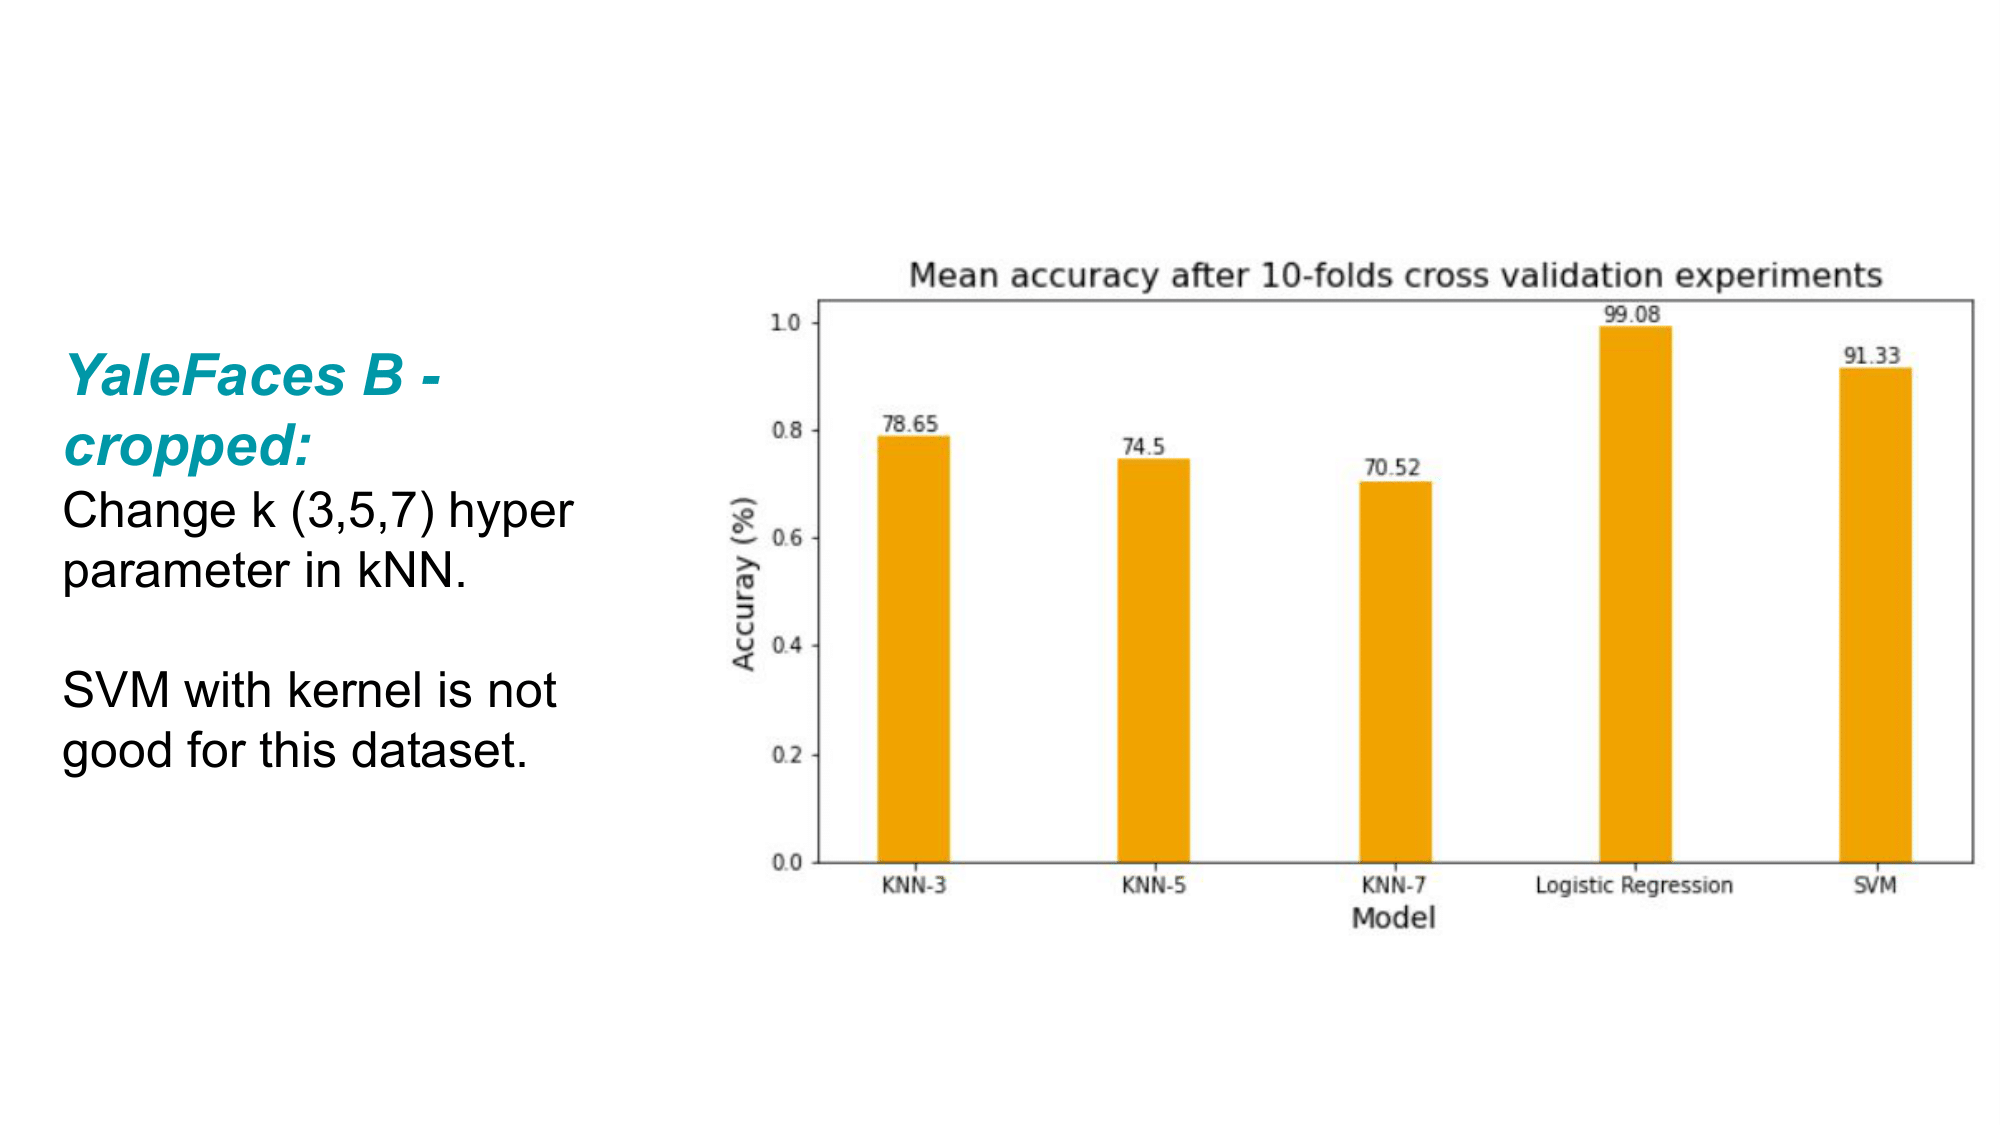 YaleFaces B -
cropped:
Change k (3,5,7) hyper
parameter in kNN.
SVM with kernel is not
good for this dataset.
Mean accuracy after 10-folds cross validation experiments
Accuray (%)
1.0
0.8
0.6
0.4
0.2
0.0
78.65
74.5
70.52
99.08
91.33
KNN-3
KNN-5
KNN-7
Logistic Regression
SVM
Model